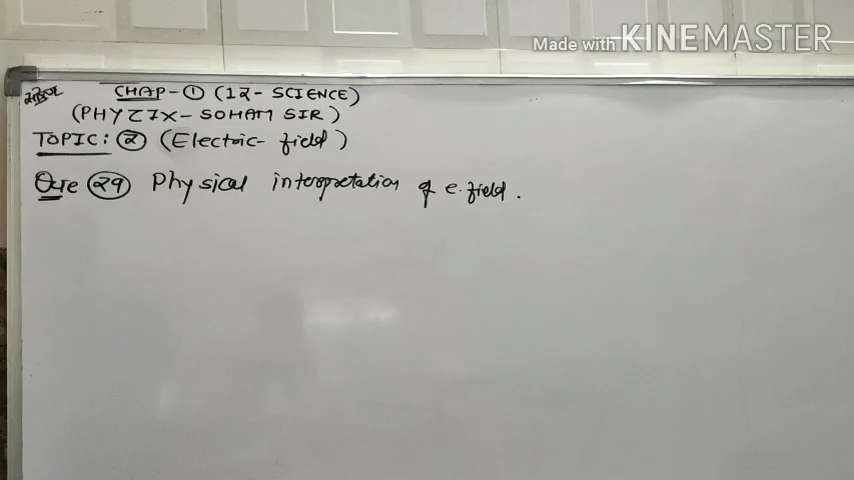 Made with KINEMASTER
CHAP-① (12-SCIENCE)
(PHYZIX-SOHAM SIR)
TOPIC: ② (Electric-field)
Que ㉙ Physical interpretation of e.field.